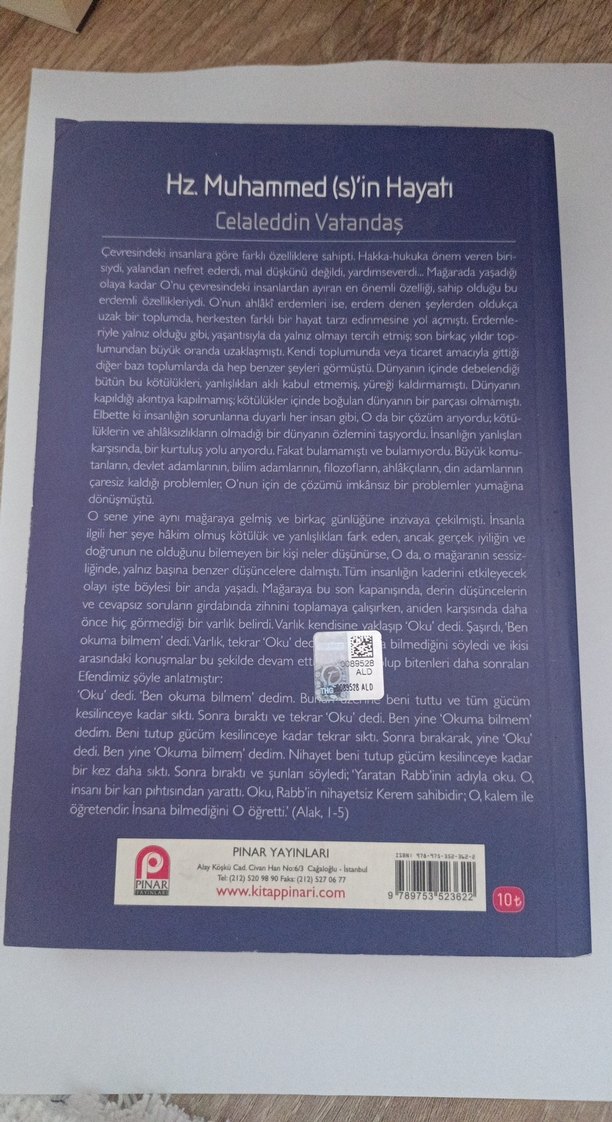 Hz. Muhammed (s)'in Hayatı
Celaleddin Vatandaş
Çevresindeki insanlara göre farklı özelliklere sahipti. Hakka-hukuka önem veren biri-
siydi, yalandan nefret ederdi, mal düşkünü değildi, yardımseverdi... Mağarada yaşadığı
olaya kadar O'nu çevresindeki insanlardan ayıran en önemli özelliği, sahip olduğu bu
erdemli özellikleriydi. O'nun ahlâkî erdemleri ise, erdem denen şeylerden oldukça
uzak bir toplumda, herkesten farklı bir hayat tarzı edinmesine yol açmıştı. Erdemle-
riyle yalnız olduğu gibi, yaşantısıyla da yalnız olmayı tercih etmiş; son birkaç yıldır top-
lumundan büyük oranda uzaklaşmıştı. Kendi toplumunda veya ticaret amacıyla gittiği
diğer bazı toplumlarda da hep benzer şeyleri görmüştü. Dünyanın içinde debelendiği
bütün bu kötülükleri, yanlışlıkları aklı kabul etmemiş, yüreği kaldırmamıştı. Dünyanın
kapıldığı akıntıya kapılmamış; kötülükler içinde boğulan dünyanın bir parçası olmamıştı.
Elbette ki insanlığın sorunlarına duyarlı her insan gibi, O da bir çözüm arıyordu; kötü-
lüklerin ve ahlâksızlıkların olmadığı bir dünyanın özlemini taşıyordu. İnsanlığın yanlışları
karşısında, bir kurtuluş yolu arıyordu. Fakat bulamamıştı ve bulamıyordu. Büyük komu-
tanların, devlet adamlarının, bilim adamlarının, filozofların, ahlâkçıların, din adamlarının
çaresiz kaldığı problemler, O'nun için de çözümü imkânsız bir problemler yumağına
dönüşmüştü.
O sene yine aynı mağaraya gelmiş ve birkaç günlüğüne inzivaya çekilmişti. İnsanla
ilgili her şeye hâkim olmuş kötülük ve yanlışlıkları fark eden, ancak gerçek iyiliğin ve
doğrunun ne olduğunu bilemeyen bir kişi neler düşünürse, O da, o mağaranın sessiz-
liğinde, yalnız başına benzer düşüncelere dalmıştı. Tüm insanlığın kaderini etkileyecek
olayı işte böylesi bir anda yaşadı. Mağaraya bu son kapanışında, derin düşüncelerin
ve cevapsız soruların girdabında zihnini toplamaya çalışırken, aniden karşısında daha
önce hiç görmediği bir varlık belirdi. Varlık kendisine yaklaşıp 'Oku' dedi. Şaşırdı, 'Ben
okuma bilmem' dedi. Varlık, tekrar 'Oku' bilmediğini söyledi ve ikisi
arasındaki konuşmalar bu şekilde devam olup bitenleri daha sonraları
Efendimiz şöyle anlatmıştır:
'Oku' dedi. 'Ben okuma bilmem' dedim. beni tuttu ve tüm gücüm
kesilinceye kadar sıktı. Sonra bıraktı ve tekrar 'Oku' dedi. Ben yine 'Okuma bilmem'
dedim. Beni tutup gücüm kesilinceye kadar tekrar sıktı. Sonra bırakarak, yine 'Oku'
dedi. Ben yine 'Okuma bilmem' dedim. Nihayet beni tutup gücüm kesilinceye kadar
bir kez daha sıktı. Sonra bıraktı ve şunları söyledi; 'Yaratan Rabb'inin adıyla oku. O,
insanı bir kan pıhtısından yarattı. Oku, Rabb'in nihayetsiz Kerem sahibidir; O, kalem ile
öğretendir. İnsana bilmediğini O öğretti.' (Alak, 1-5)
0089528
ALD
THG 0089528 ALD
PINAR
YAYINLARI
PINAR YAYINLARI
Alay Köşkü Cad. Civan Han No:6/3 Cağaloğlu - İstanbul
Tel: (212) 520 98 90 Faks: (212) 527 06 77
www.kitappinari.com
ISBN: 978-975-352-362-2
9 789753 523622
10₺